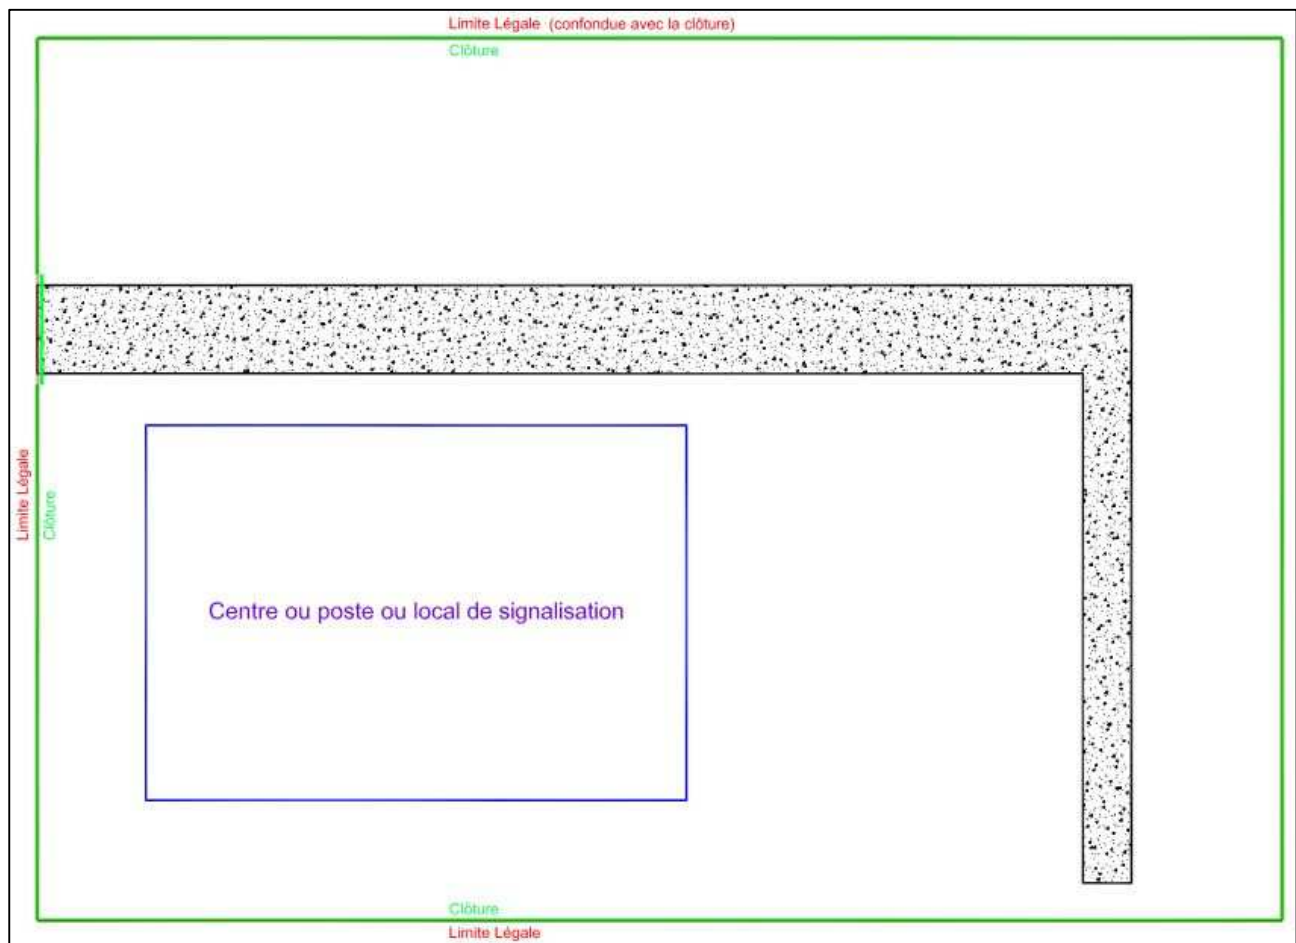 Limite Légale (confondue avec la clôture)
Clôture
Limite Légale
Clôture
Centre ou poste ou local de signalisation
Clôture
Limite Légale